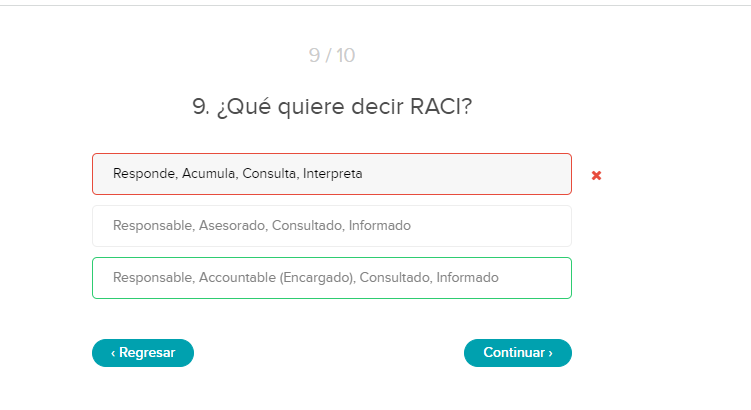 9 / 10
9. ¿Qué quiere decir RACI?
Responde, Acumula, Consulta, Interpreta
Responsable, Asesorado, Consultado, Informado
Responsable, Accountable (Encargado), Consultado, Informado
‹ Regresar
Continuar ›